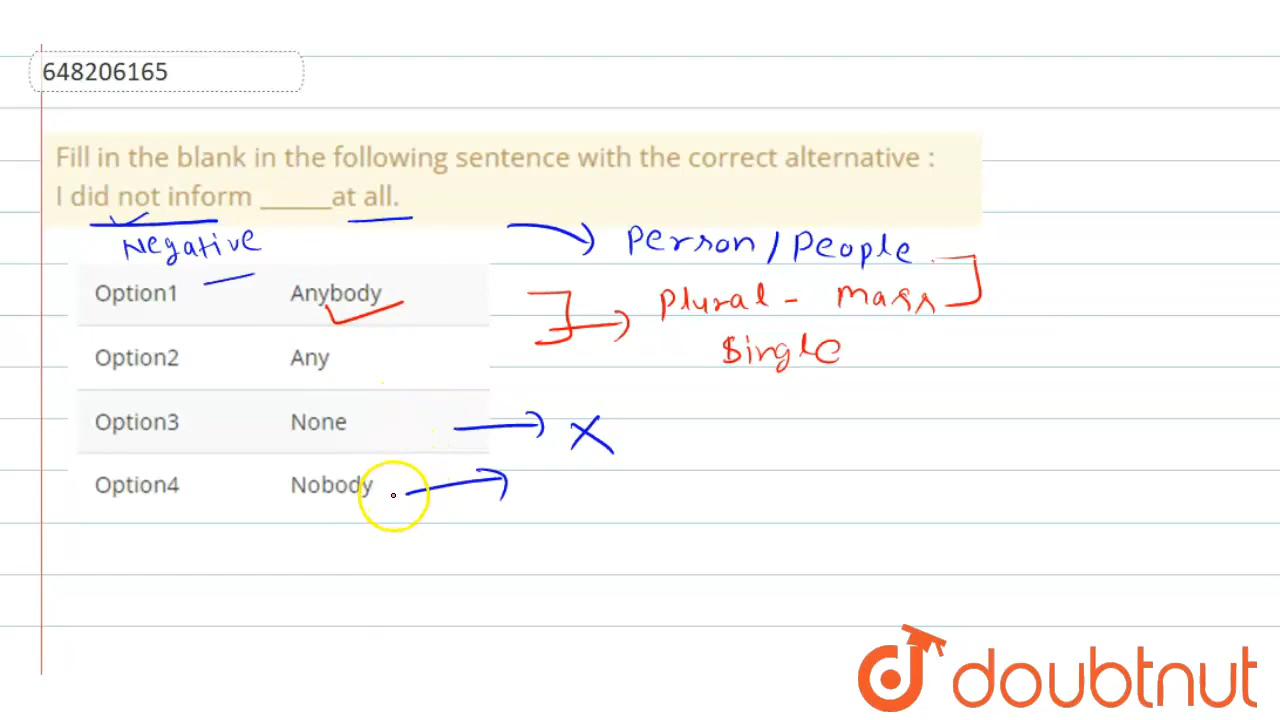 648206165
Fill in the blank in the following sentence with the correct alternative :
I did not inform ______at all.
Negative
Person / People
Option1 Anybody
Plural - mass
Single
Option2 Any
Option3 None X
Option4 Nobody
doubtnut